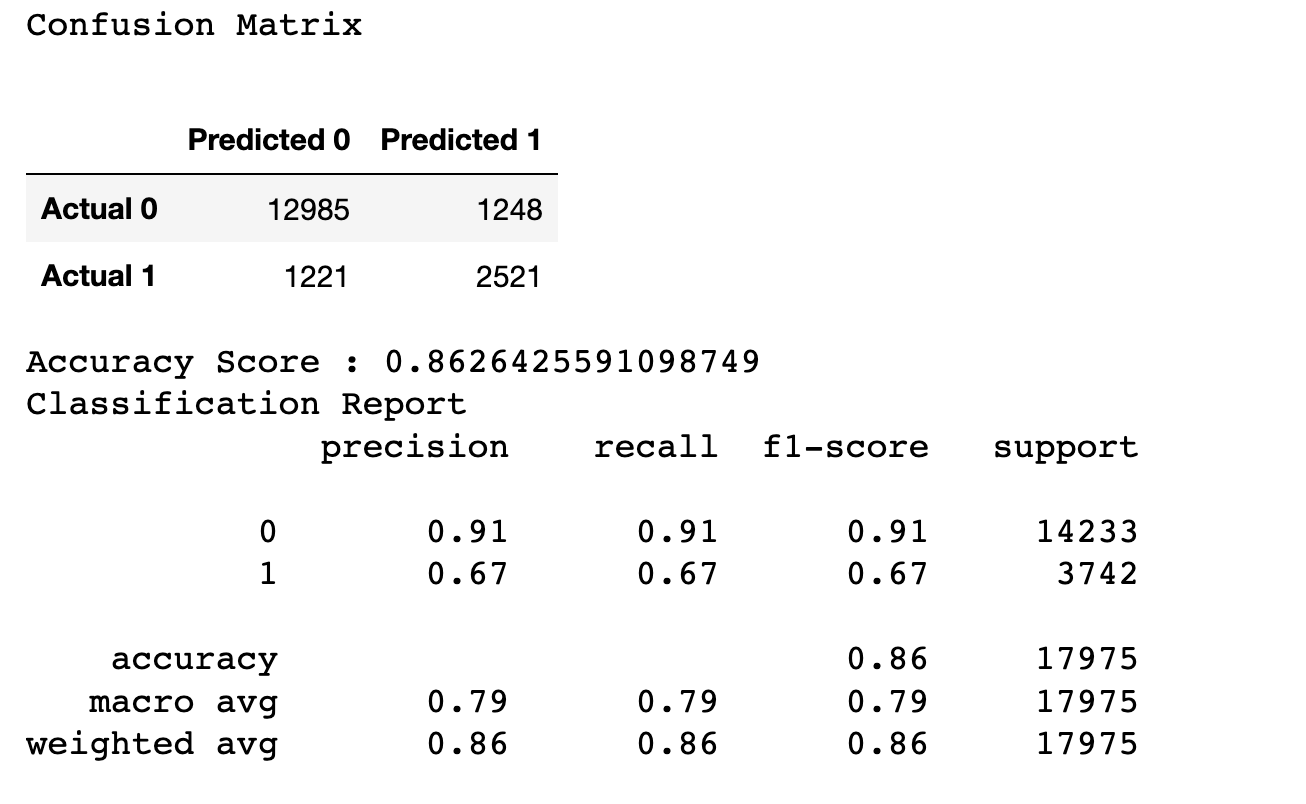 Confusion Matrix
Predicted 0 Predicted 1
Actual 0 12985 1248
Actual 1 1221 2521
Accuracy Score : 0.8626425591098749
Classification Report
precision recall f1-score support
0 0.91 0.91 0.91 14233
1 0.67 0.67 0.67 3742
accuracy 0.86 17975
macro avg 0.79 0.79 0.79 17975
weighted avg 0.86 0.86 0.86 17975